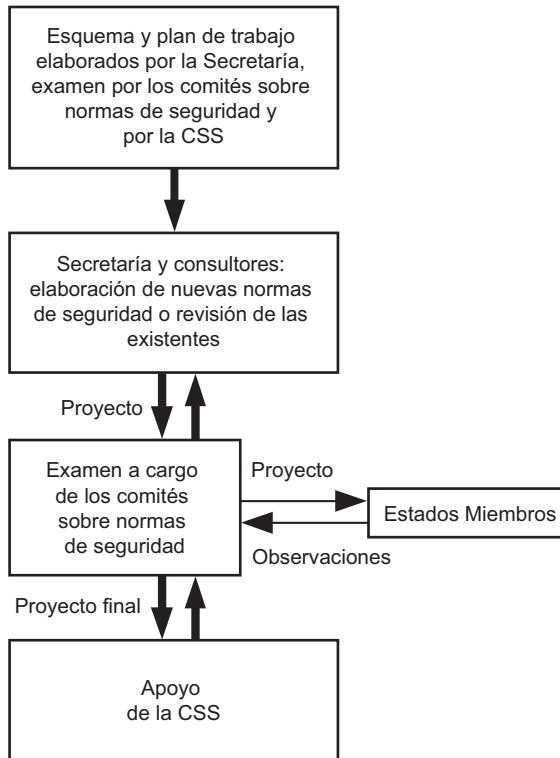 Esquema y plan de trabajo
elaborados por la Secretaría,
examen por los comités sobre
normas de seguridad y
por la CSS
Secretaría y consultores:
elaboración de nuevas normas
de seguridad o revisión de las
existentes
Proyecto
Examen a cargo
de los comités
sobre normas
de seguridad
Proyecto
Estados Miembros
Observaciones
Proyecto final
Apoyo
de la CSS